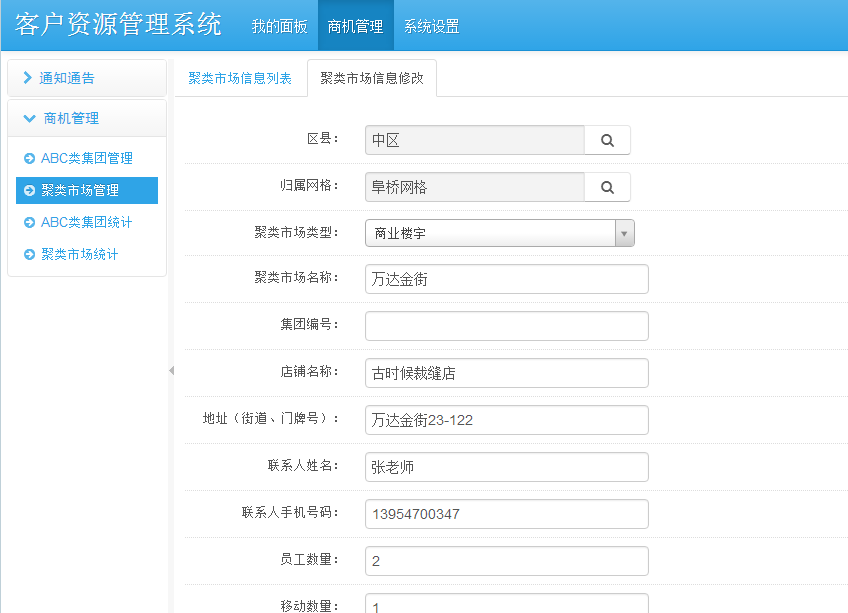 客户资源管理系统 我的面板 商机管理 系统设置
通知通告
商机管理
ABC类集团管理
聚类市场管理
ABC类集团统计
聚类市场统计
聚类市场信息列表 聚类市场信息修改
区县： 中区
归属网格： 阜桥网格
聚类市场类型： 商业楼宇
聚类市场名称： 万达金街
集团编号：
店铺名称： 古时候裁缝店
地址（街道、门牌号）： 万达金街23-122
联系人姓名： 张老师
联系人手机号码： 13954700347
员工数量： 2
移动数量： 1